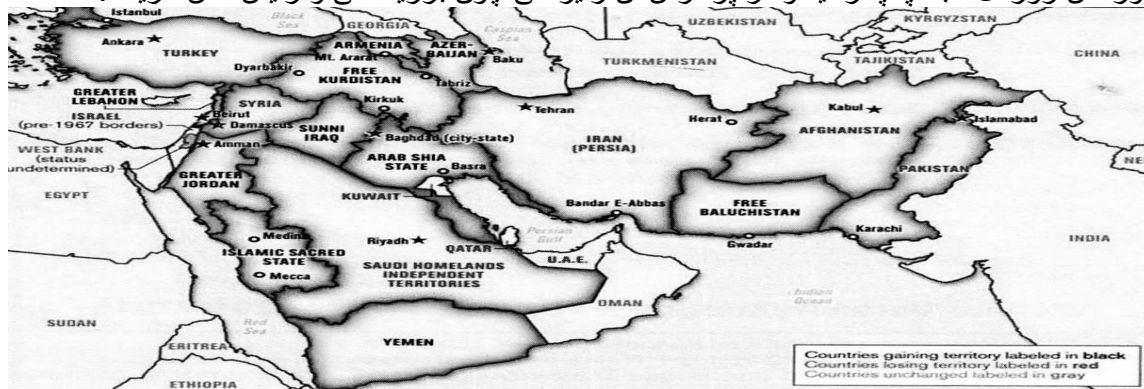 Istanbul
Black
Sea
GEORGIA
Caspian
Sea
UZBEKISTAN
KYRGYZSTAN
CHINA
Ankara
TURKEY
ARMENIA
Mt. Ararat
AZER-
BAIJAN
Baku
TURKMENISTAN
TAJIKISTAN
Dyarbakir
FREE
KURDISTAN
Tabriz
GREATER
LEBANON
SYRIA
Kirkuk
Tehran
Herat
Kabul
AFGHANISTAN
Islamabad
ISRAEL
(pre-1967 borders)
Beirut
Damascus
SUNNI
IRAQ
Baghdad (city-state)
IRAN
(PERSIA)
WEST BANK
(status
undetermined)
Amman
ARAB SHIA
STATE
Basra
PAKISTAN
GREATER
JORDAN
EGYPT
KUWAIT
Bandar E-Abbas
FREE
BALUCHISTAN
Persian
Gulf
Gwadar
Karachi
INDIA
Medina
Riyadh
QATAR
U.A.E.
ISLAMIC SACRED
STATE
Mecca
SAUDI HOMELANDS
INDEPENDENT
TERRITORIES
OMAN
Indian
Ocean
SUDAN
Red
Sea
YEMEN
ERITREA
ETHIOPIA
Countries gaining territory labeled in black
Countries losing territory labeled in red
Countries unchanged labeled in gray